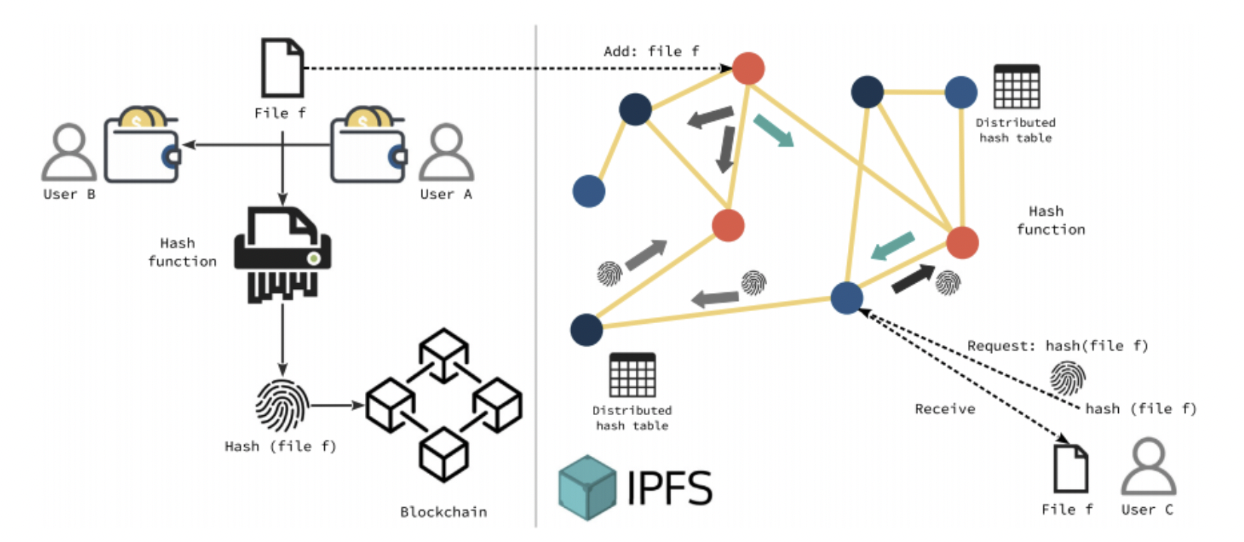 File f
User B
User A
Hash
function
Hash (file f)
Blockchain
Add: file f
Distributed
hash table
Hash
function
Distributed
hash table
Request: hash(file f)
hash (file f)
Receive
File f
User C
IPFS